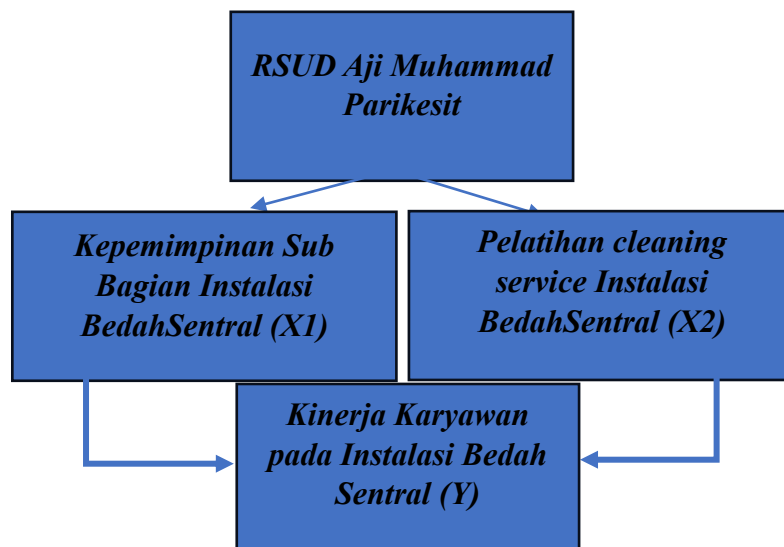 RSUD Aji Muhammad
Parikesit
Kepemimpinan Sub
Bagian Instalasi
BedahSentral (X1)
Pelatihan cleaning
service Instalasi
BedahSentral (X2)
Kinerja Karyawan
pada Instalasi Bedah
Sentral (Y)